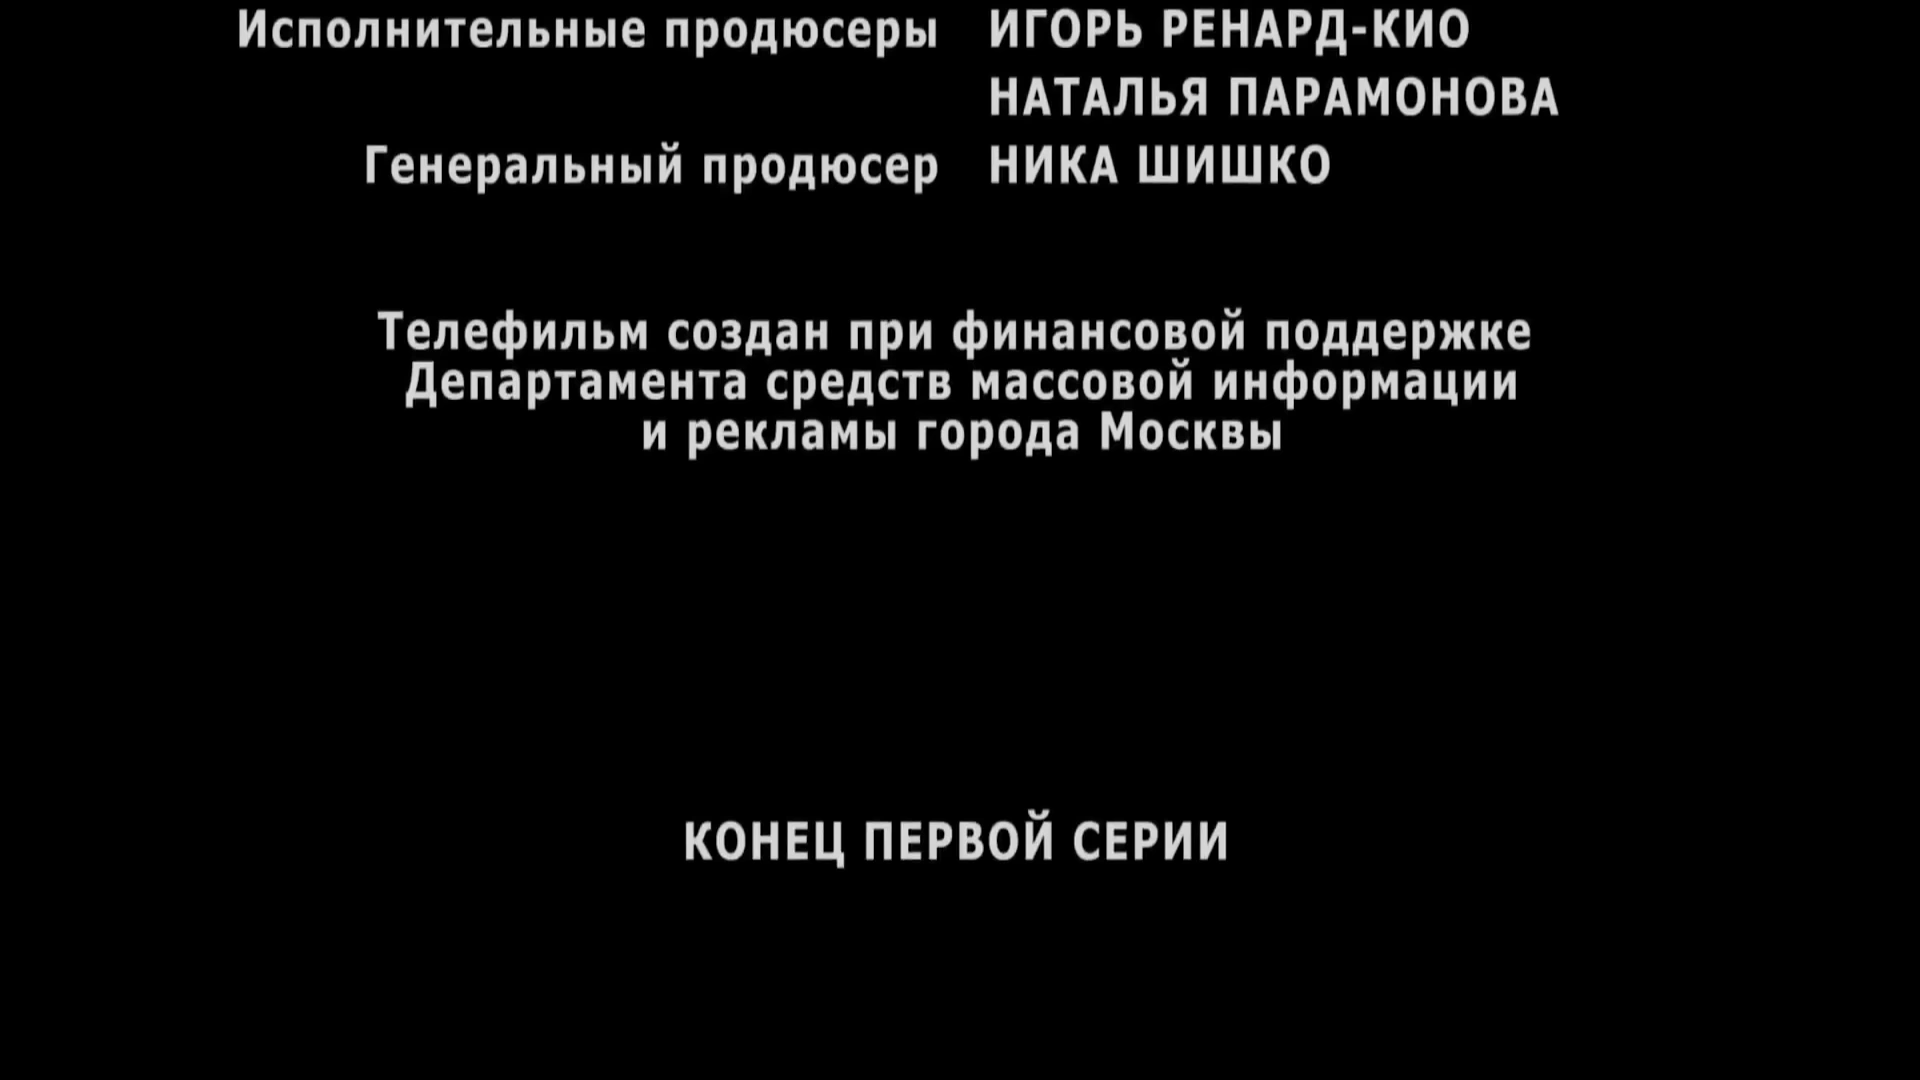 Исполнительные продюсеры ИГОРЬ РЕНАРД-КИО
НАТАЛЬЯ ПАРАМОНОВА
Генеральный продюсер НИКА ШИШКО
Телефильм создан при финансовой поддержке
Департамента средств массовой информации
и рекламы города Москвы
КОНЕЦ ПЕРВОЙ СЕРИИ